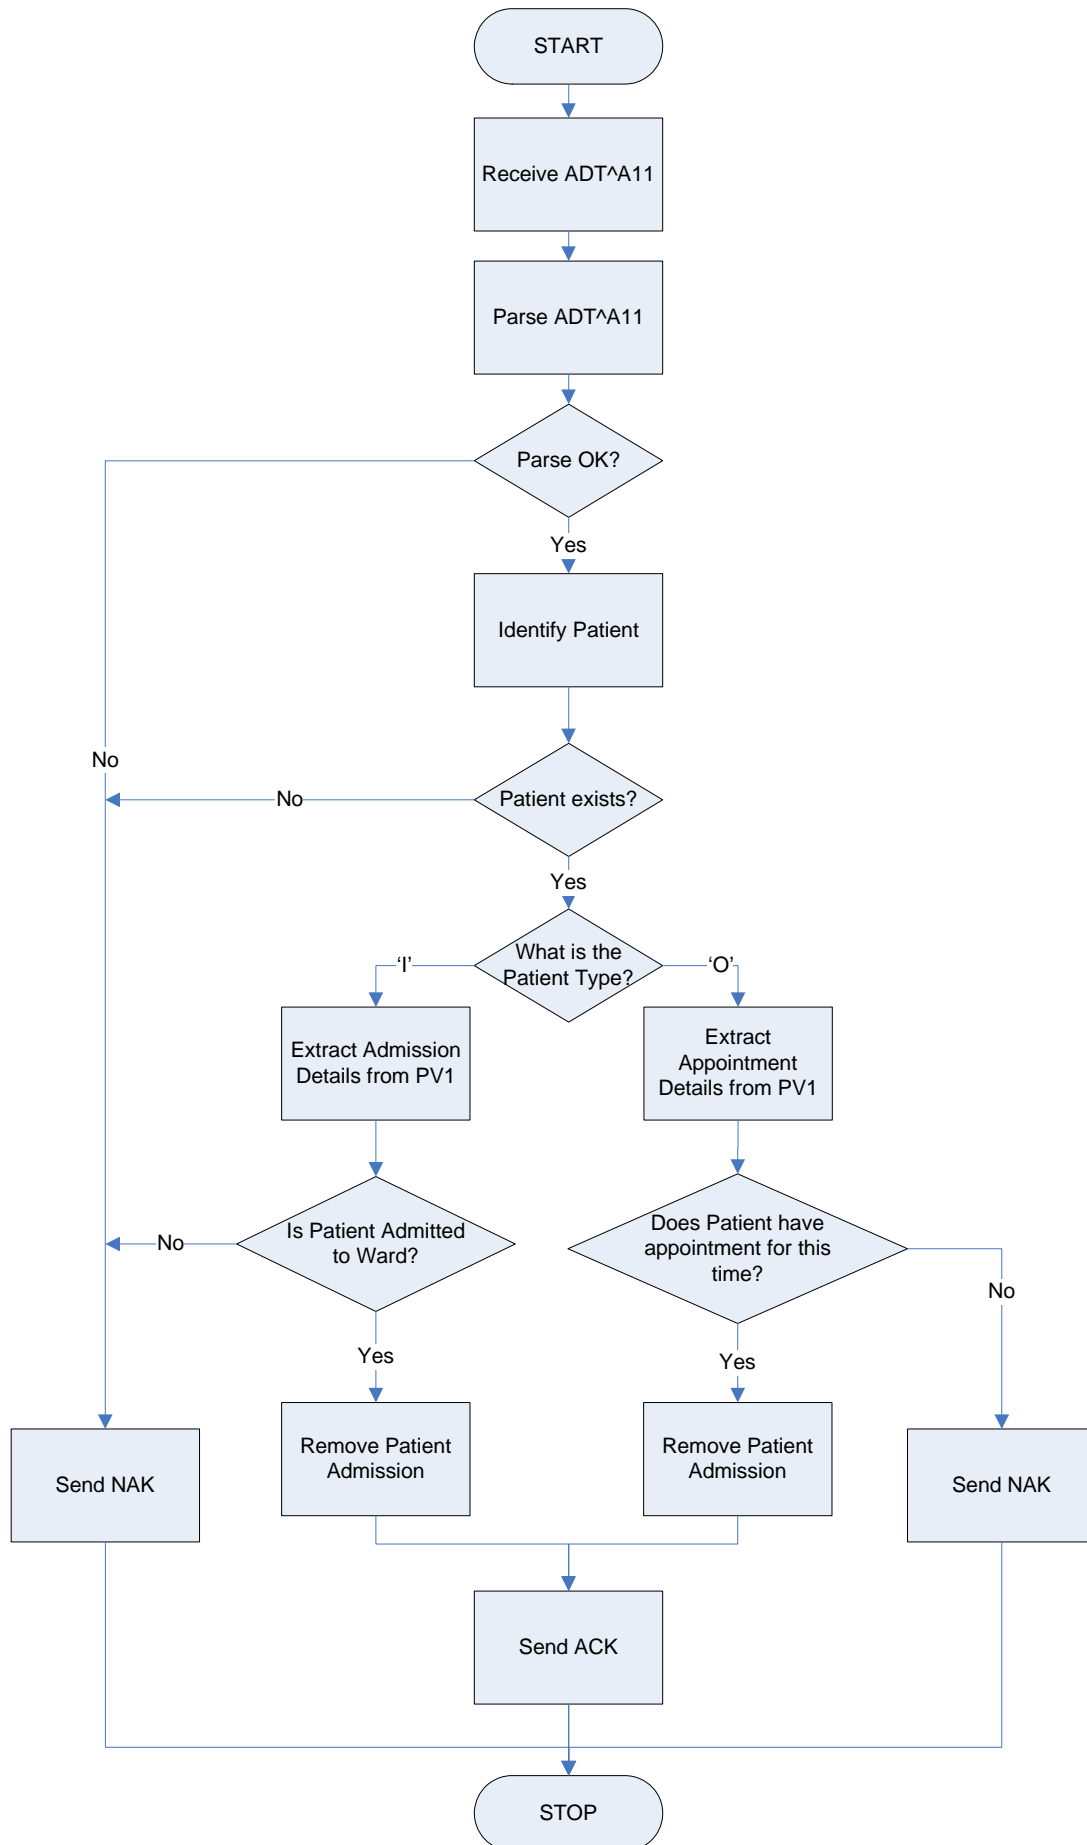 START
Receive ADT^A11
Parse ADT^A11
Parse OK?
Yes
Identify Patient
No
Patient exists?
No
Yes
What is the
Patient Type?
‘I’
‘O’
Extract Admission
Details from PV1
Extract
Appointment
Details from PV1
Is Patient Admitted
to Ward?
No
Does Patient have
appointment for this
time?
No
Yes
Yes
Send NAK
Remove Patient
Admission
Remove Patient
Admission
Send NAK
Send ACK
STOP